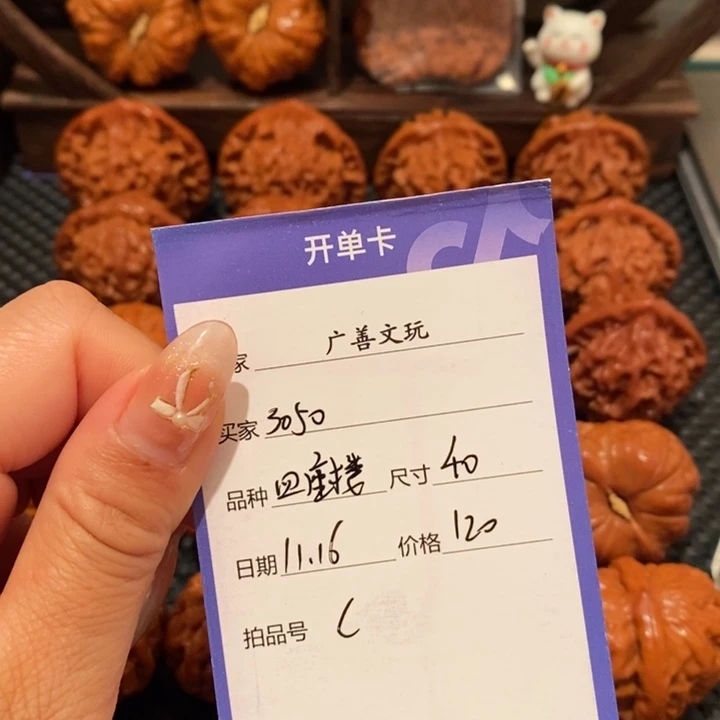 开单卡
家 广善文玩
买家 3050
品种 四座楼 尺寸 40
日期 11.16 价格 120
拍品号 C